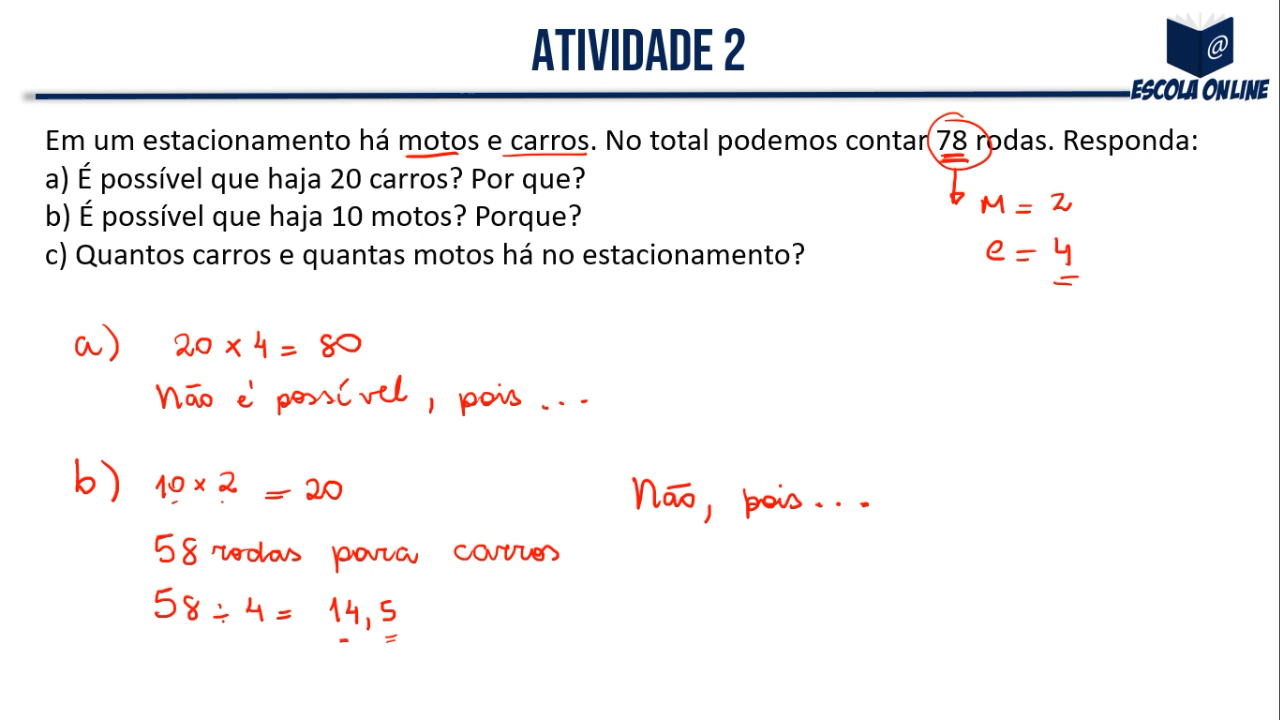 ATIVIDADE 2
@
ESCOLA ONLINE
Em um estacionamento há motos e carros. No total podemos contar 78 rodas. Responda:
a) É possível que haja 20 carros? Por que?
b) É possível que haja 10 motos? Porque?
c) Quantos carros e quantas motos há no estacionamento?
M = 2
C = 4
a) 20 × 4 = 80
Não é possível, pois ...
b) 10 × 2 = 20
Não, pois ...
58 rodas para carros
58 ÷ 4 = 14,5